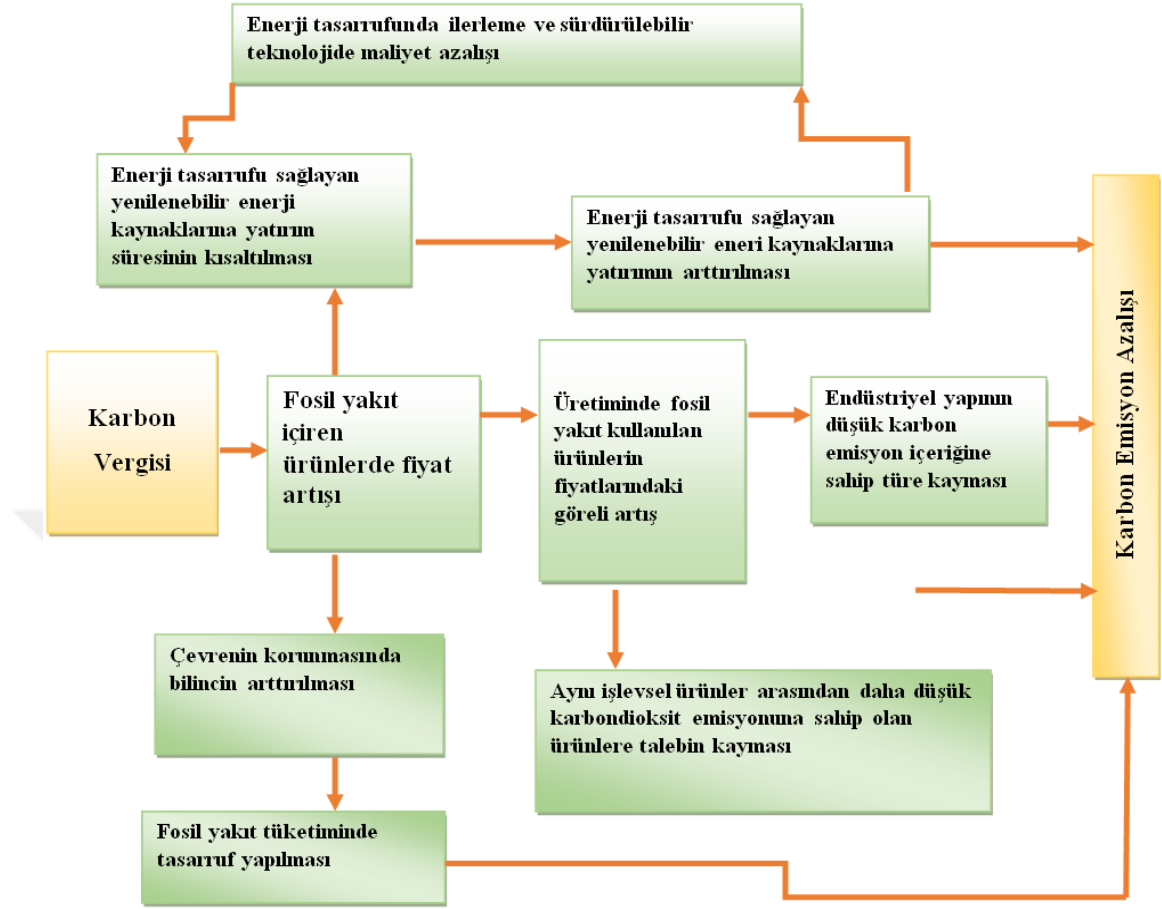 Enerji tasarrufunda ilerleme ve sürdürülebilir
teknolojide maliyet azalışı
Enerji tasarrufu sağlayan
yenilenebilir enerji
kaynaklarına yatırım
süresinin kısaltılması
Enerji tasarrufu sağlayan
yenilenebilir eneri kaynaklarına
yatırımın arttırılması
Karbon
Vergisi
Fosil yakıt
içiren
ürünlerde fiyat
artışı
Üretiminde fosil
yakıt kullanılan
ürünlerin
fiyatlarındaki
göreli artış
Endüstriyel yapının
düşük karbon
emisyon içeriğine
sahip türe kayması
Karbon Emisyon Azalışı
Çevrenin korunmasında
bilincin arttırılması
Aynı işlevsel ürünler arasından daha düşük
karbondioksit emisyonuna sahip olan
ürünlere talebin kayması
Fosil yakıt tüketiminde
tasarruf yapılması